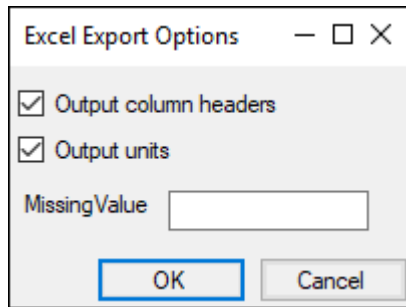 Excel Export Options
Output column headers
Output units
MissingValue
OK Cancel